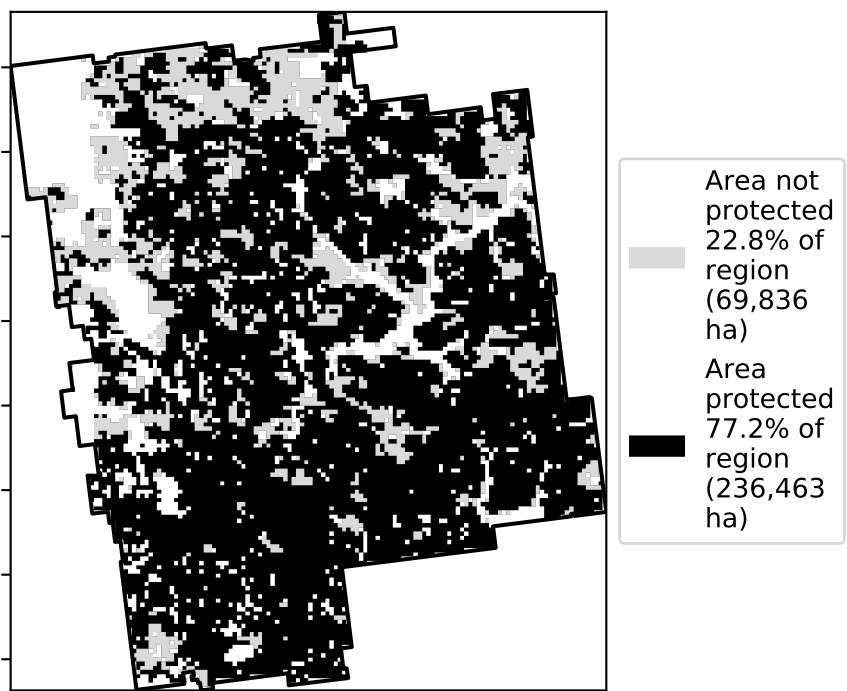 Area not
protected
22.8% of
region
(69,836
ha)
Area
protected
77.2% of
region
(236,463
ha)